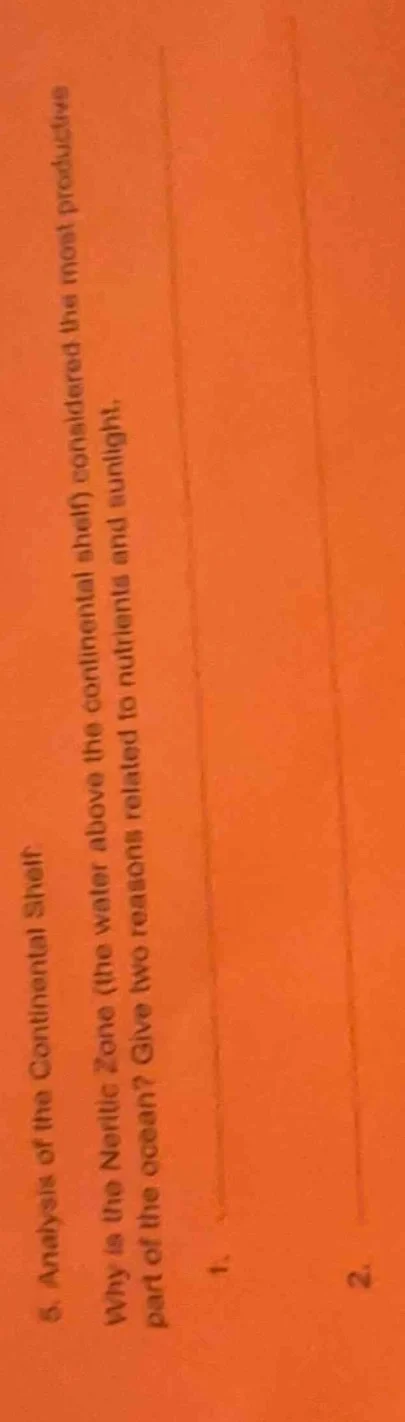 5. Analysis of the Continental Shelf:
Why is the Neritic Zone (the water above the continental shelf) considered the most productive
part of the ocean? Give two reasons related to nutrients and sunlight.
1.
2.